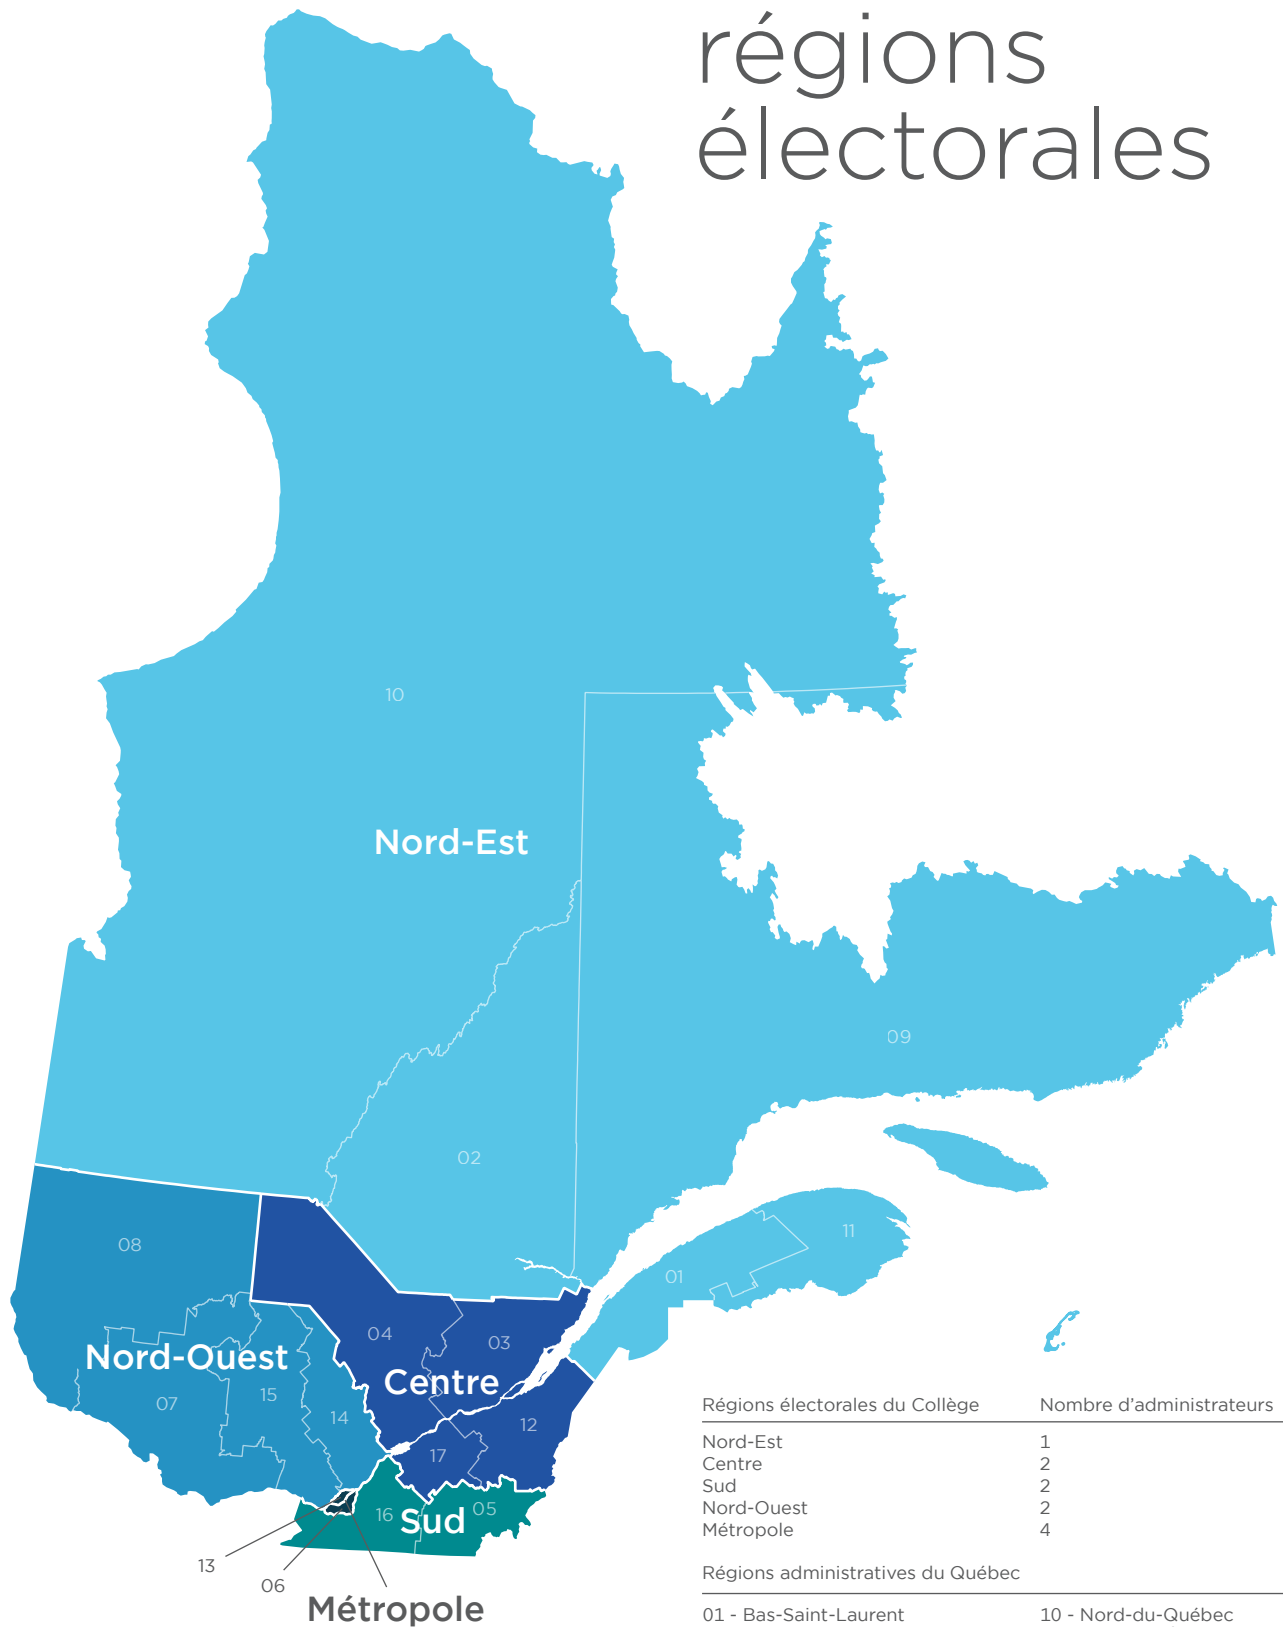 régions
électorales
10
Nord-Est
09
02
08
11
01
04
03
Nord-Ouest
Centre
15
07
14
12
17
16
Sud
05
13
06
Métropole
Régions électorales du Collège Nombre d'administrateurs
Nord-Est 1
Centre 2
Sud 2
Nord-Ouest 2
Métropole 4
Régions administratives du Québec
01 - Bas-Saint-Laurent 10 - Nord-du-Québec